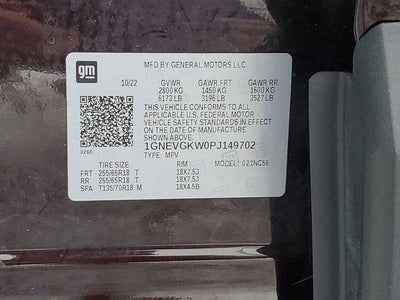 gm
MFD BY GENERAL MOTORS LLC
10/22 GVWR GAWR FRT GAWR RR
2800 KG 1450 KG 1600 KG
6173 LB 3196 LB 3527 LB
THIS VEHICLE CONFORMS TO ALL
APPLICABLE U.S. FEDERAL MOTOR
VEHICLE SAFETY STANDARDS IN EFFECT
ON THE DATE OF MANUFACTURE
SHOWN ABOVE.
1GNEVGKW0PJ149702
324E TYPE: MPV
TIRE SIZE RIM MODEL: 021NC56
FRT 255/65R18 T 18X7.5J
RR 255/65R18 T 18X7.5J
SPA T135/70R18 M 18X4.5B